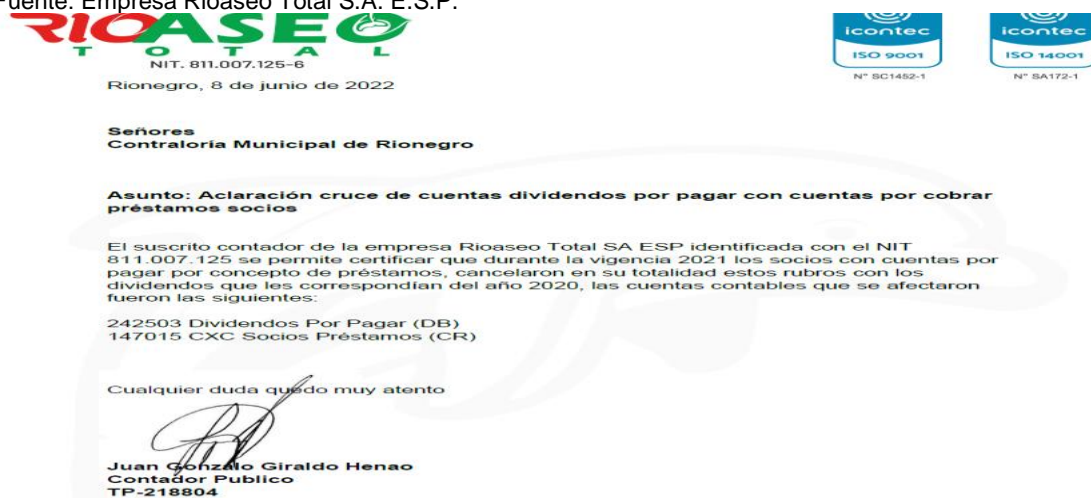 Fuente: Empresa Rioaseo Total S.A. E.S.P.
RIOASEO
TOTAL
NIT. 811.007.125-6
icontec
ISO 9001
N° SC1452-1
icontec
ISO 14001
N° SA172-1
Rionegro, 8 de junio de 2022
Señores
Contraloría Municipal de Rionegro
Asunto: Aclaración cruce de cuentas dividendos por pagar con cuentas por cobrar
préstamos socios
El suscrito contador de la empresa Rioaseo Total SA ESP identificada con el NIT
811.007.125 se permite certificar que durante la vigencia 2021 los socios con cuentas por
pagar por concepto de préstamos, cancelaron en su totalidad estos rubros con los
dividendos que les correspondían del año 2020, las cuentas contables que se afectaron
fueron las siguientes:
242503 Dividendos Por Pagar (DB)
147015 CXC Socios Préstamos (CR)
Cualquier duda quedo muy atento
Juan Gonzalo Giraldo Henao
Contador Publico
TP-218804